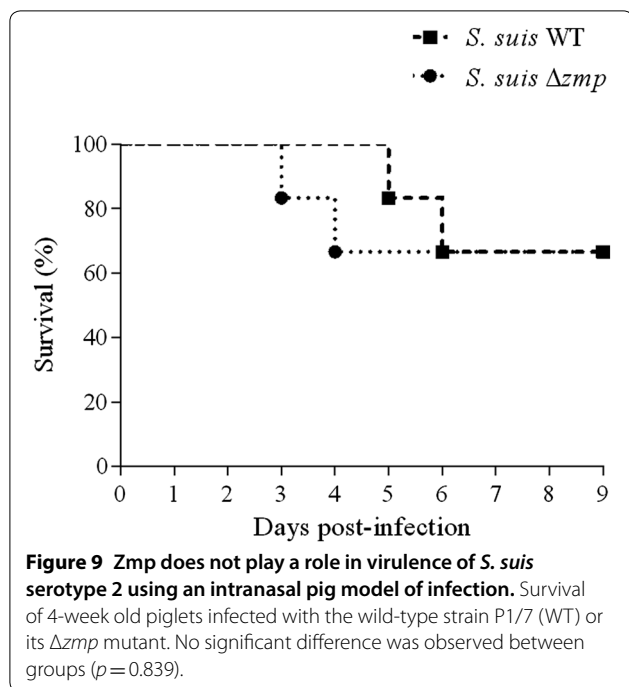 S. suis WT
S. suis Δzmp
100
80
60
40
20
0
Survival (%)
0 1 2 3 4 5 6 7 8 9
Days post-infection
Figure 9 Zmp does not play a role in virulence of S. suis
serotype 2 using an intranasal pig model of infection. Survival
of 4-week old piglets infected with the wild-type strain P1/7 (WT) or
its Δzmp mutant. No significant difference was observed between
groups (p = 0.839).